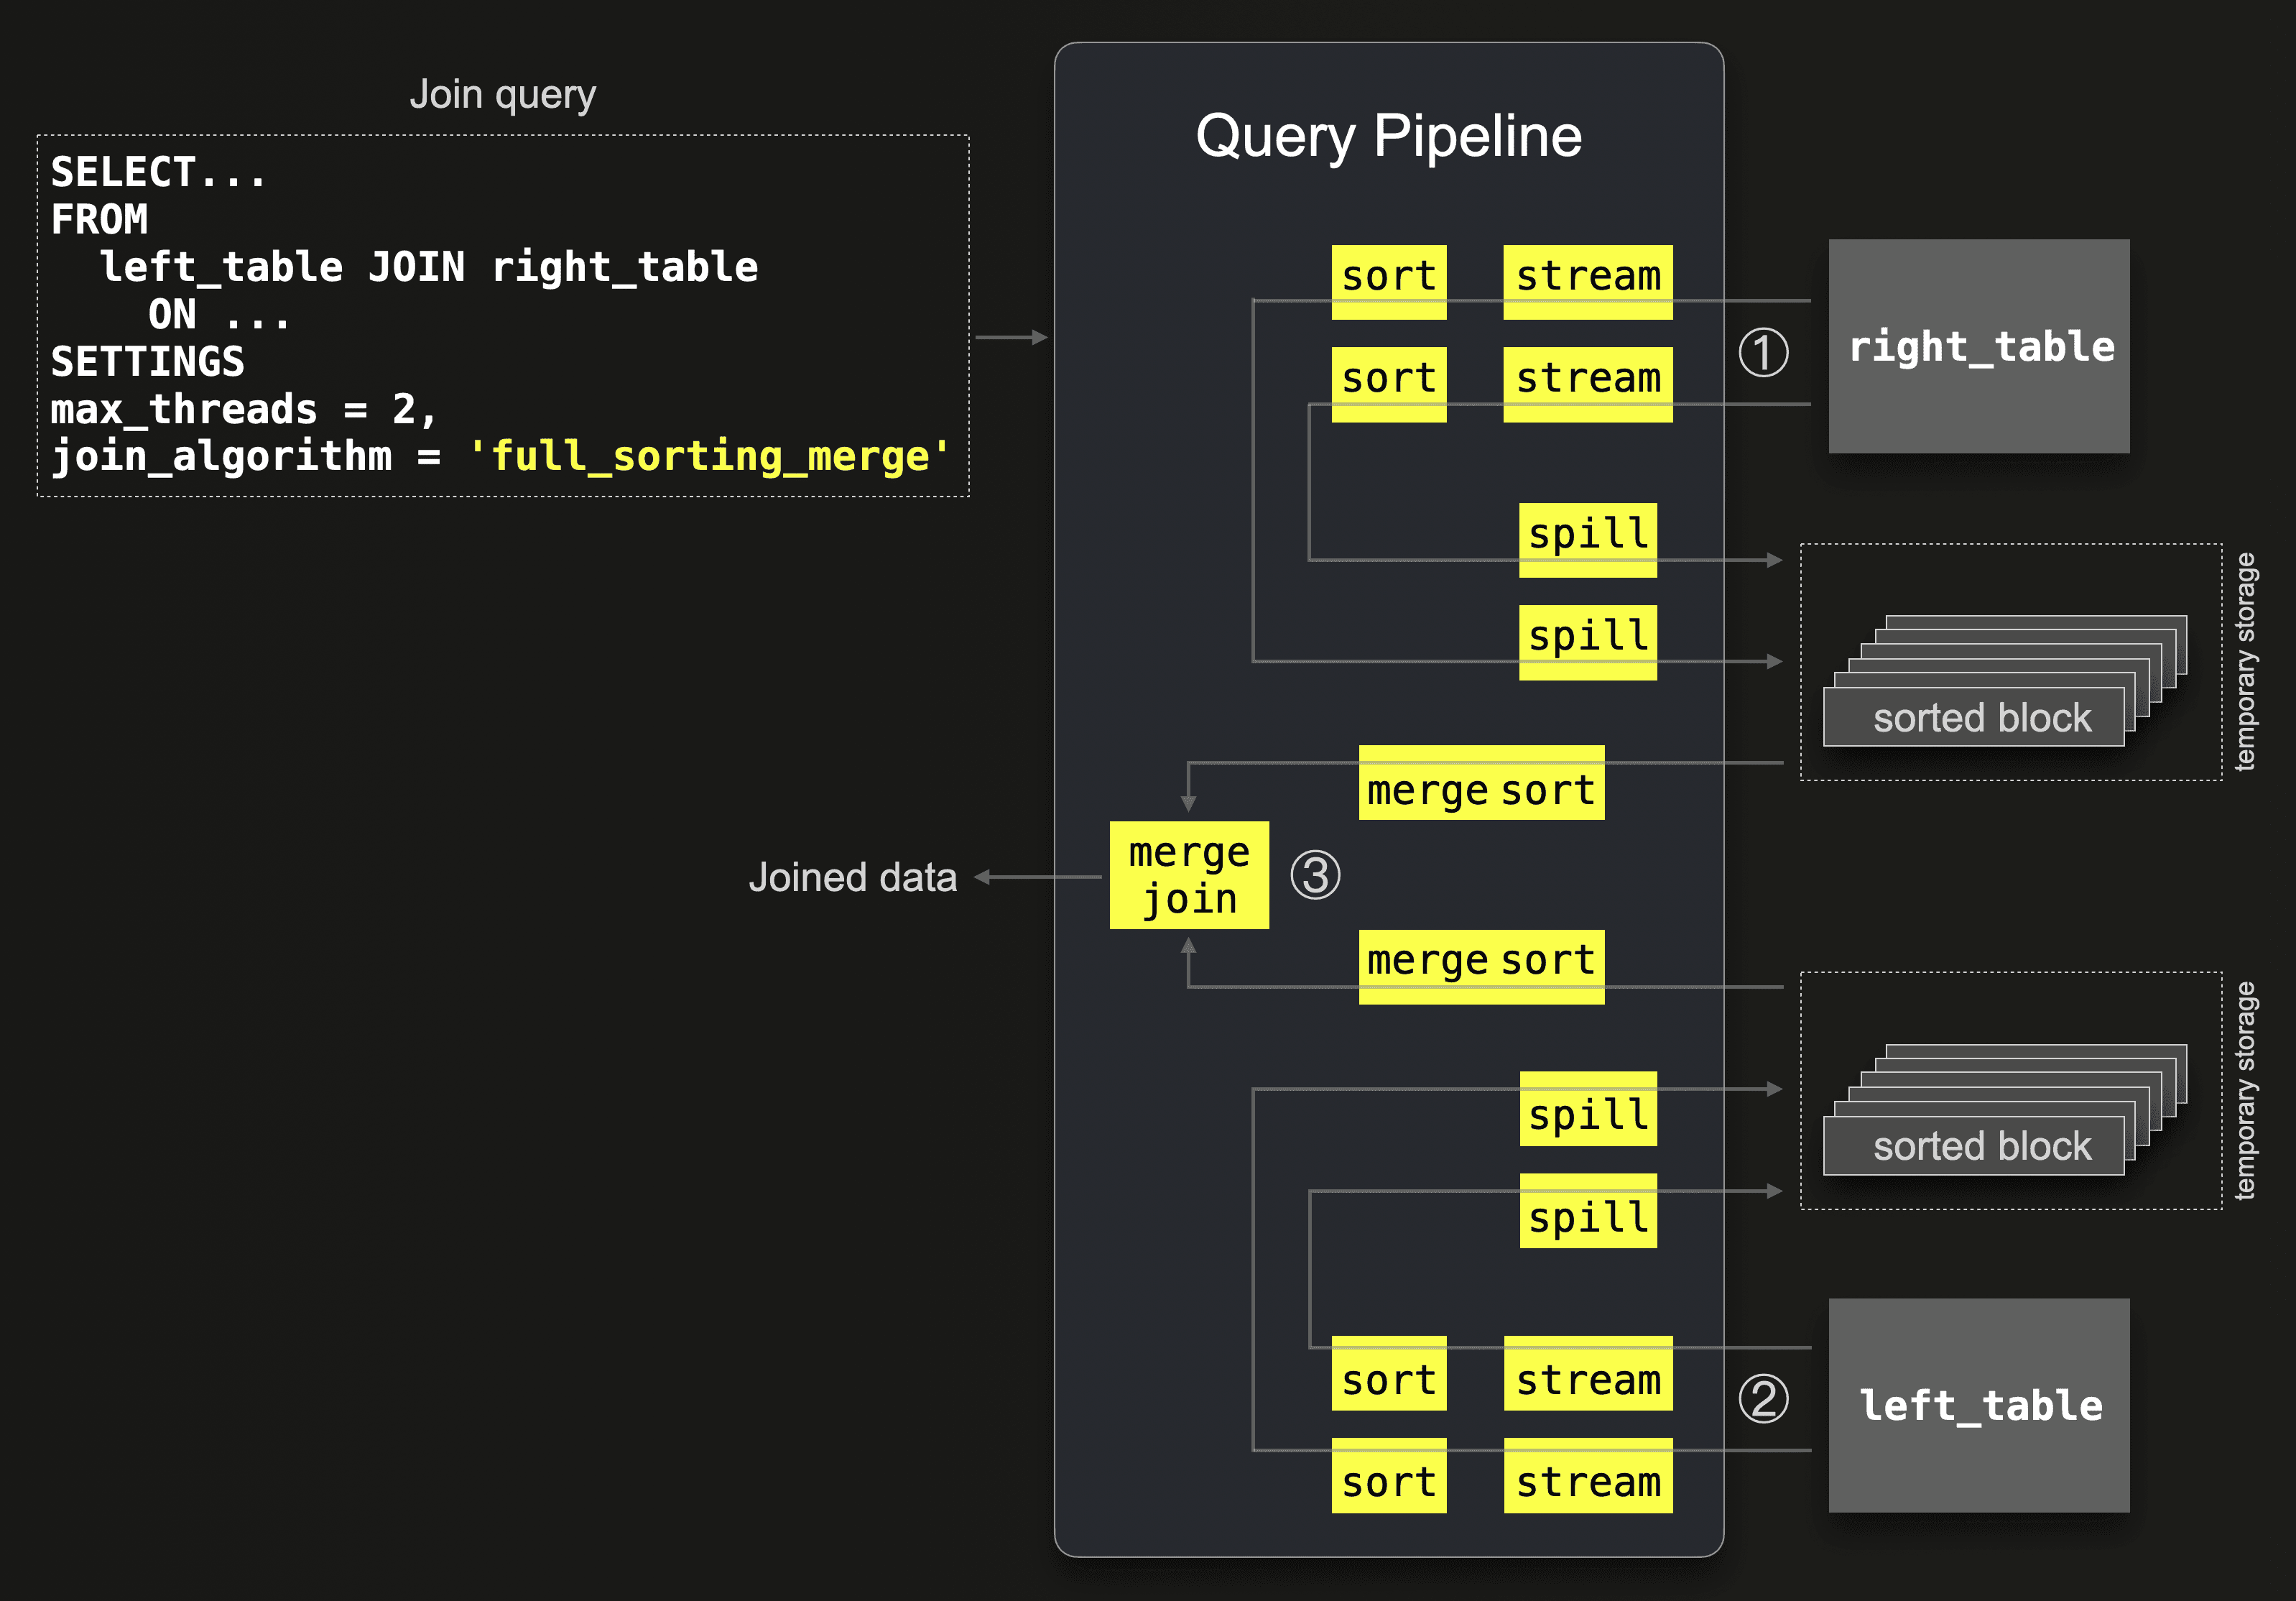 Join query
SELECT...
FROM
  left_table JOIN right_table
    ON ...
SETTINGS
max_threads = 2,
join_algorithm = 'full_sorting_merge'
Query Pipeline
sort stream
①
right_table
sort stream
spill
spill
sorted block
temporary storage
merge sort
merge
join
③
Joined data
merge sort
spill
spill
sorted block
temporary storage
sort stream
②
left_table
sort stream